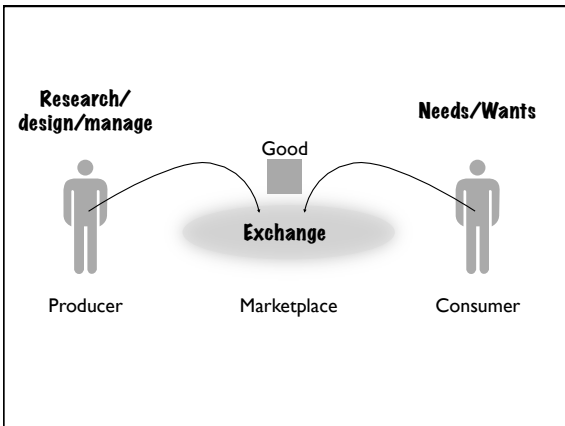 Research/
design/manage
Needs/Wants
Good
Exchange
Producer
Marketplace
Consumer